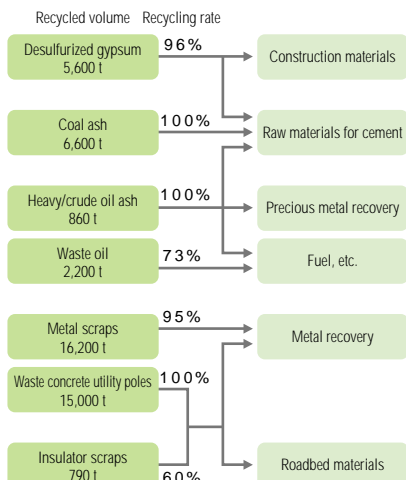 Recycled volume Recycling rate
Desulfurized gypsum
5,600 t
96%
Construction materials
Coal ash
6,600 t
100%
Raw materials for cement
Heavy/crude oil ash
860 t
100%
Precious metal recovery
Waste oil
2,200 t
73%
Fuel, etc.
Metal scraps
16,200 t
95%
Metal recovery
Waste concrete utility poles
15,000 t
100%
Insulator scraps
790 t
60%
Roadbed materials